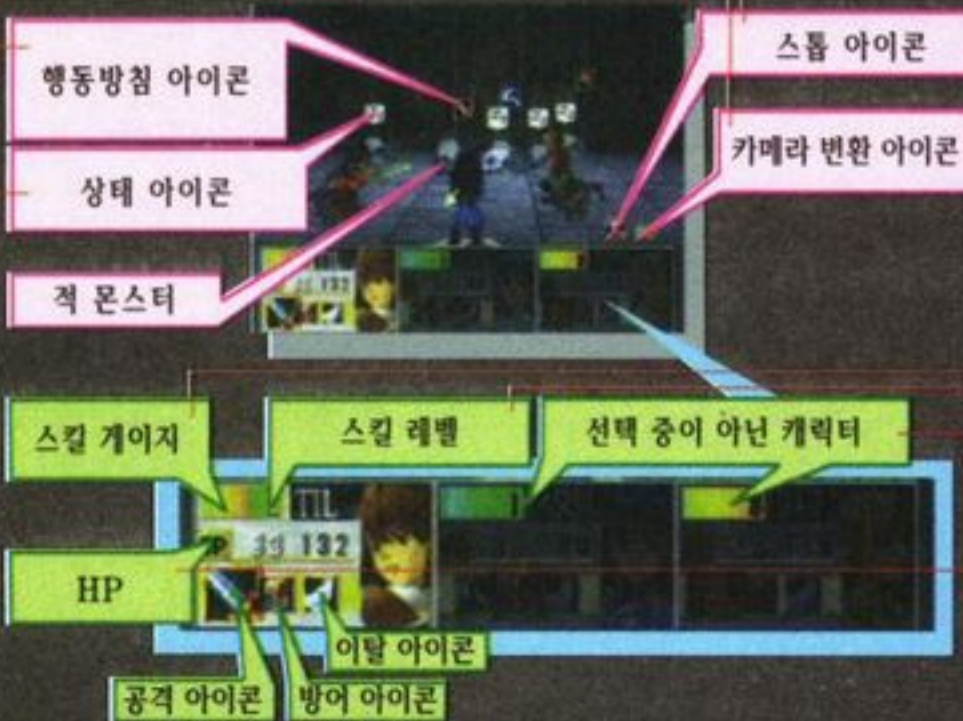 행동방침 아이콘
스톱 아이콘
카메라 변환 아이콘
상태 아이콘
적 몬스터
132
스킬 게이지
스킬 레벨
선택 중이 아닌 캐릭터
132
HP
이탈 아이콘
공격 아이콘
방어 아이콘